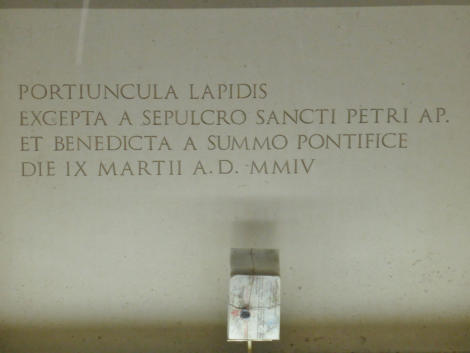 PORTIUNCULA LAPIDIS
EXCEPTA A SEPULCRO SANCTI PETRI AP.
ET BENEDICTA A SUMMO PONTIFICE
DIE IX MARTII A.D. MMIV